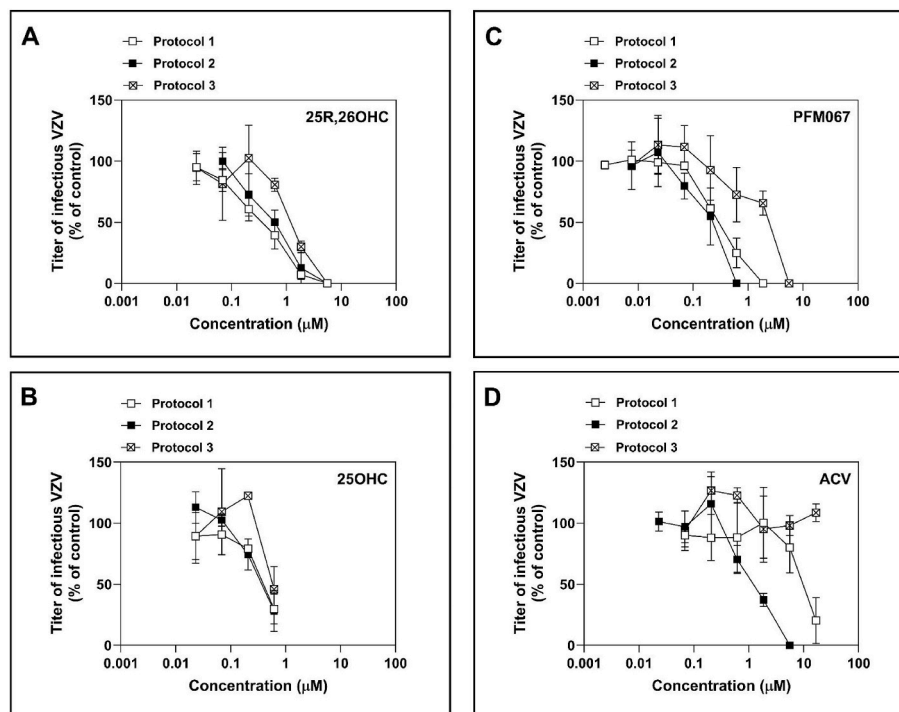 A
Protocol 1
Protocol 2
Protocol 3
25R,26OHC
Titer of infectious VZV
(% of control)
150
100
50
0
0.001 0.01 0.1 1 10 100
Concentration (μM)
C
Protocol 1
Protocol 2
Protocol 3
PFM067
Titer of infectious VZV
(% of control)
150
100
50
0
0.001 0.01 0.1 1 10 100
Concentration (μM)
B
Protocol 1
Protocol 2
Protocol 3
25OHC
Titer of infectious VZV
(% of control)
150
100
50
0
0.001 0.01 0.1 1 10 100
Concentration (μM)
D
Protocol 1
Protocol 2
Protocol 3
ACV
Titer of infectious VZV
(% of control)
150
100
50
0
0.001 0.01 0.1 1 10 100
Concentration (μM)